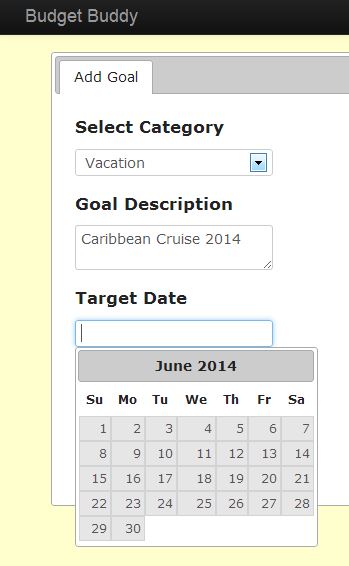 Budget Buddy
Add Goal
Select Category
Vacation
Goal Description
Caribbean Cruise 2014
Target Date
June 2014
Su Mo Tu We Th Fr Sa
1 2 3 4 5 6 7
8 9 10 11 12 13 14
15 16 17 18 19 20 21
22 23 24 25 26 27 28
29 30